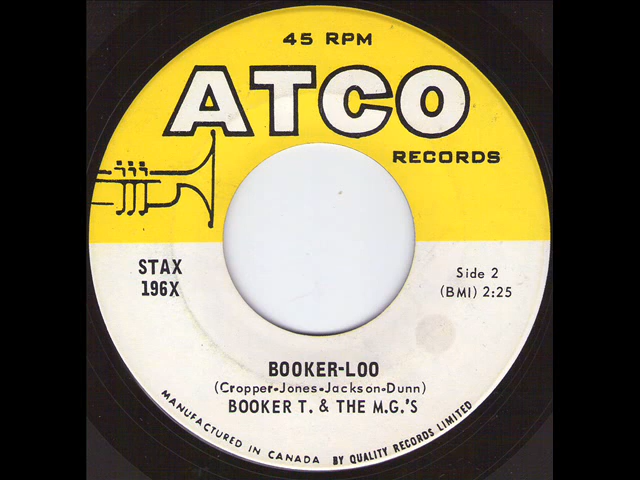 45 RPM
ATCO
RECORDS
STAX
196X
Side 2
(BMI) 2:25
BOOKER-LOO
(Cropper-Jones-Jackson-Dunn)
BOOKER T. & THE M.G.'S
MANUFACTURED IN CANADA BY QUALITY RECORDS LIMITED